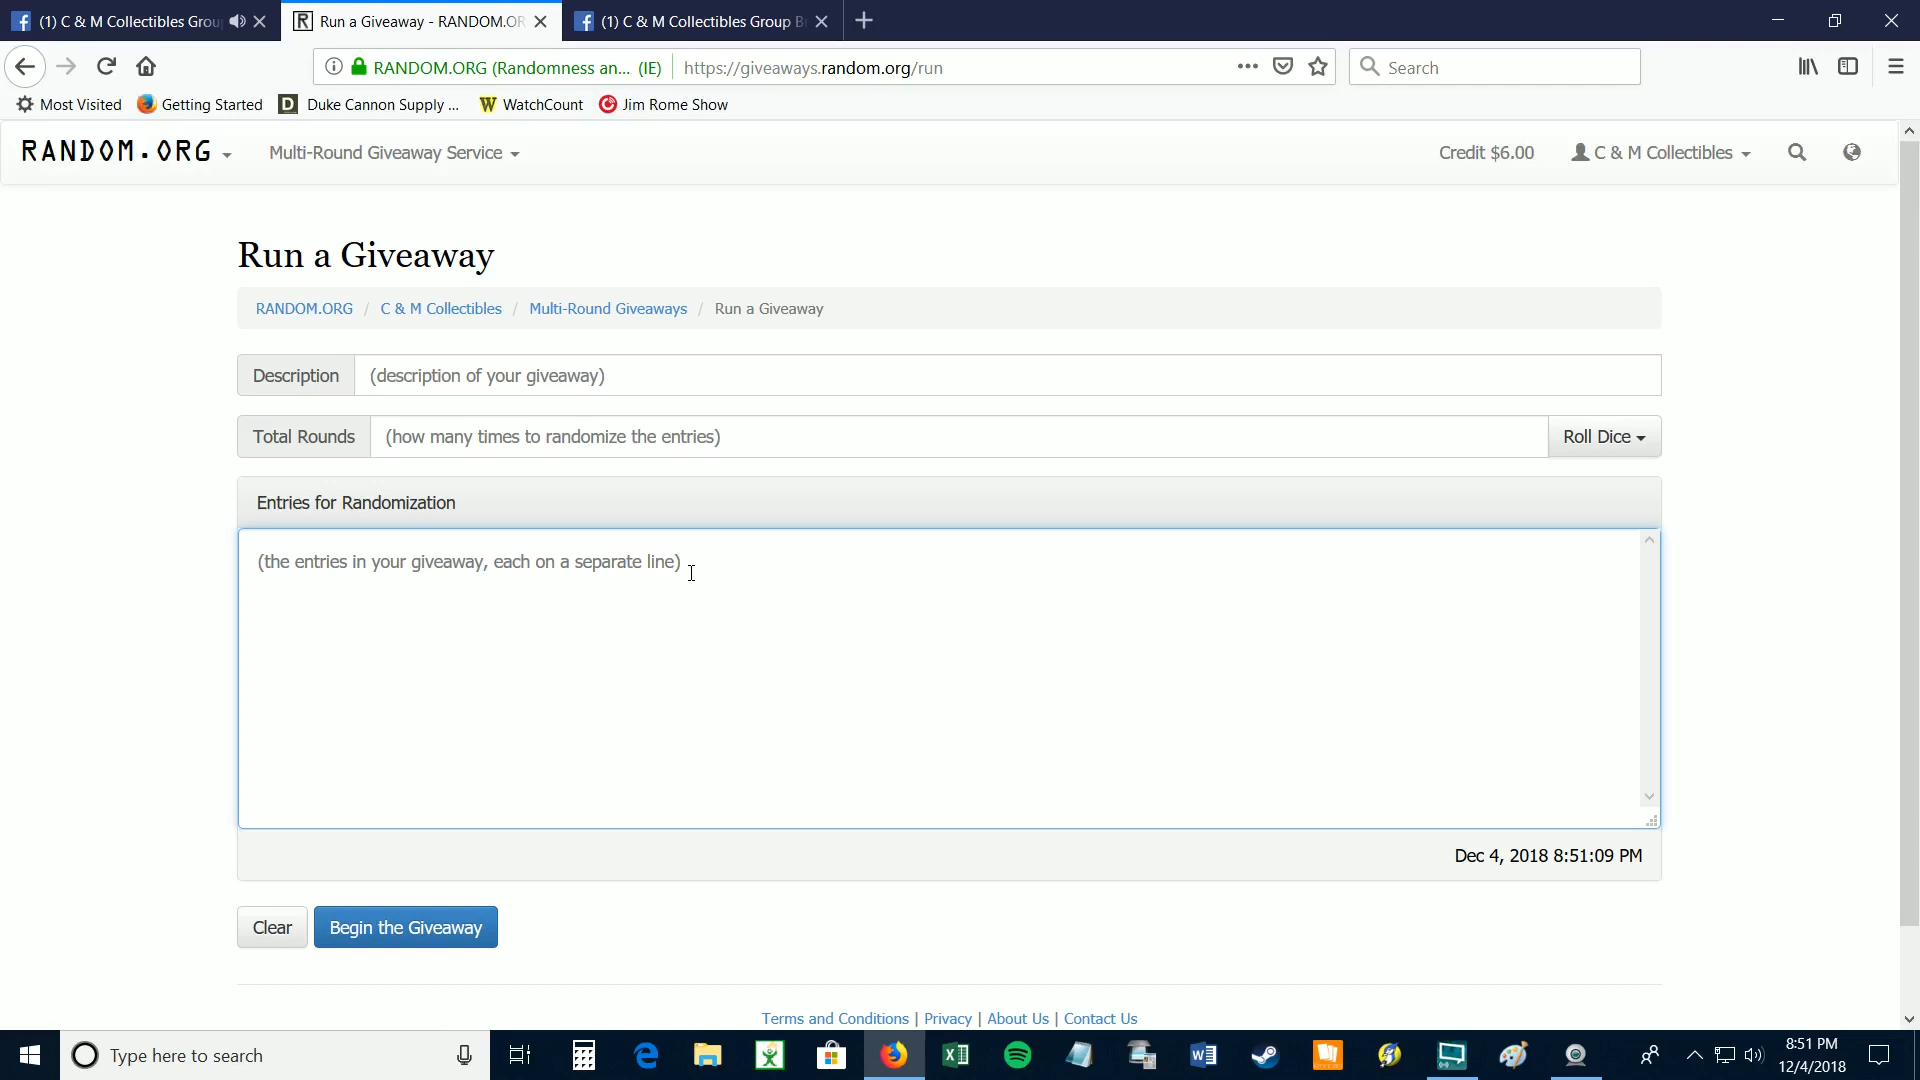 (1) C & M Collectibles Grou
Run a Giveaway - RANDOM.OR
(1) C & M Collectibles Group B
RANDOM.ORG (Randomness an... (IE)
https://giveaways.random.org/run
Search
Most Visited
Getting Started
Duke Cannon Supply ...
WatchCount
Jim Rome Show
RANDOM.ORG
Multi-Round Giveaway Service
Credit $6.00
C & M Collectibles
Run a Giveaway
RANDOM.ORG / C & M Collectibles / Multi-Round Giveaways / Run a Giveaway
Description
(description of your giveaway)
Total Rounds
(how many times to randomize the entries)
Roll Dice
Entries for Randomization
(the entries in your giveaway, each on a separate line)
Dec 4, 2018 8:51:09 PM
Clear
Begin the Giveaway
Terms and Conditions | Privacy | About Us | Contact Us
Type here to search
8:51 PM
12/4/2018